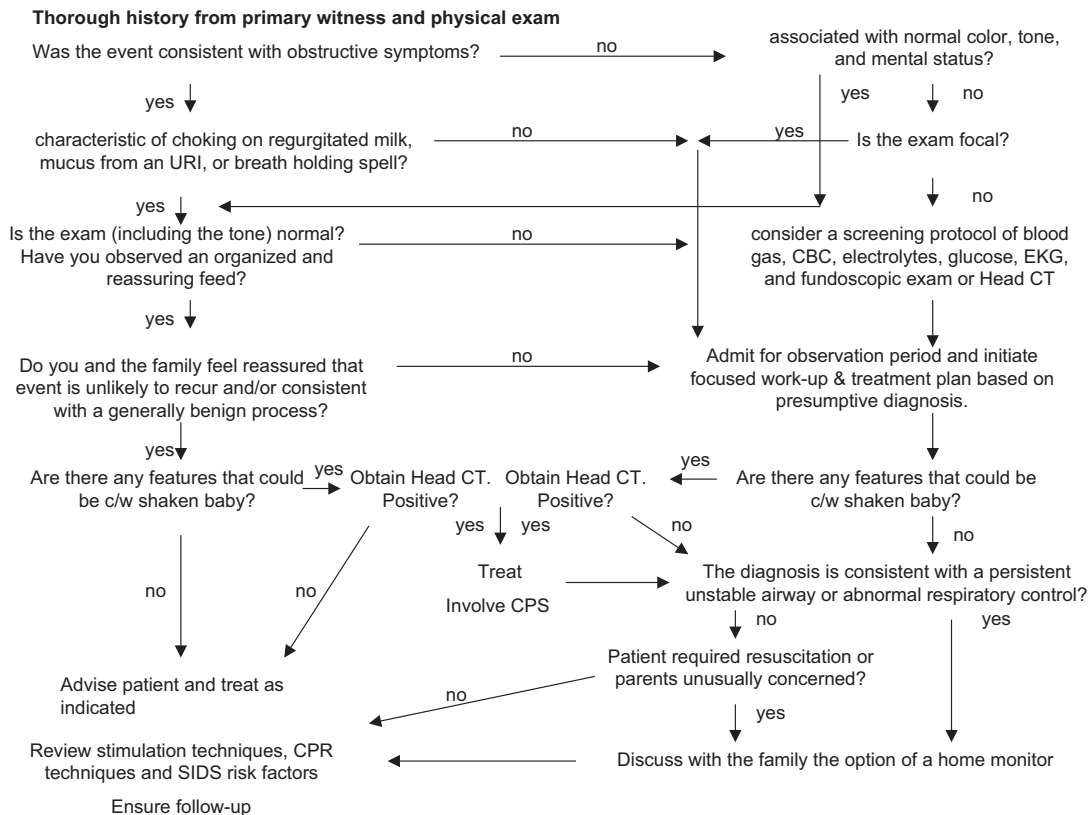 Thorough history from primary witness and physical exam
Was the event consistent with obstructive symptoms?
no
associated with normal color, tone,
and mental status?
yes
yes
no
characteristic of choking on regurgitated milk,
mucus from an URI, or breath holding spell?
no
yes
Is the exam focal?
yes
no
Is the exam (including the tone) normal?
Have you observed an organized and
reassuring feed?
no
consider a screening protocol of blood
gas, CBC, electrolytes, glucose, EKG,
and fundoscopic exam or Head CT
yes
Do you and the family feel reassured that
event is unlikely to recur and/or consistent
with a generally benign process?
no
Admit for observation period and initiate
focused work-up & treatment plan based on
presumptive diagnosis.
yes
Are there any features that could
be c/w shaken baby?
yes
Obtain Head CT.
Positive?
Obtain Head CT.
Positive?
yes
Are there any features that could be
c/w shaken baby?
yes
yes
no
no
no
no
Treat
Involve CPS
The diagnosis is consistent with a persistent
unstable airway or abnormal respiratory control?
no
yes
Patient required resuscitation or
parents unusually concerned?
Advise patient and treat as
indicated
no
yes
Review stimulation techniques, CPR
techniques and SIDS risk factors
Discuss with the family the option of a home monitor
Ensure follow-up